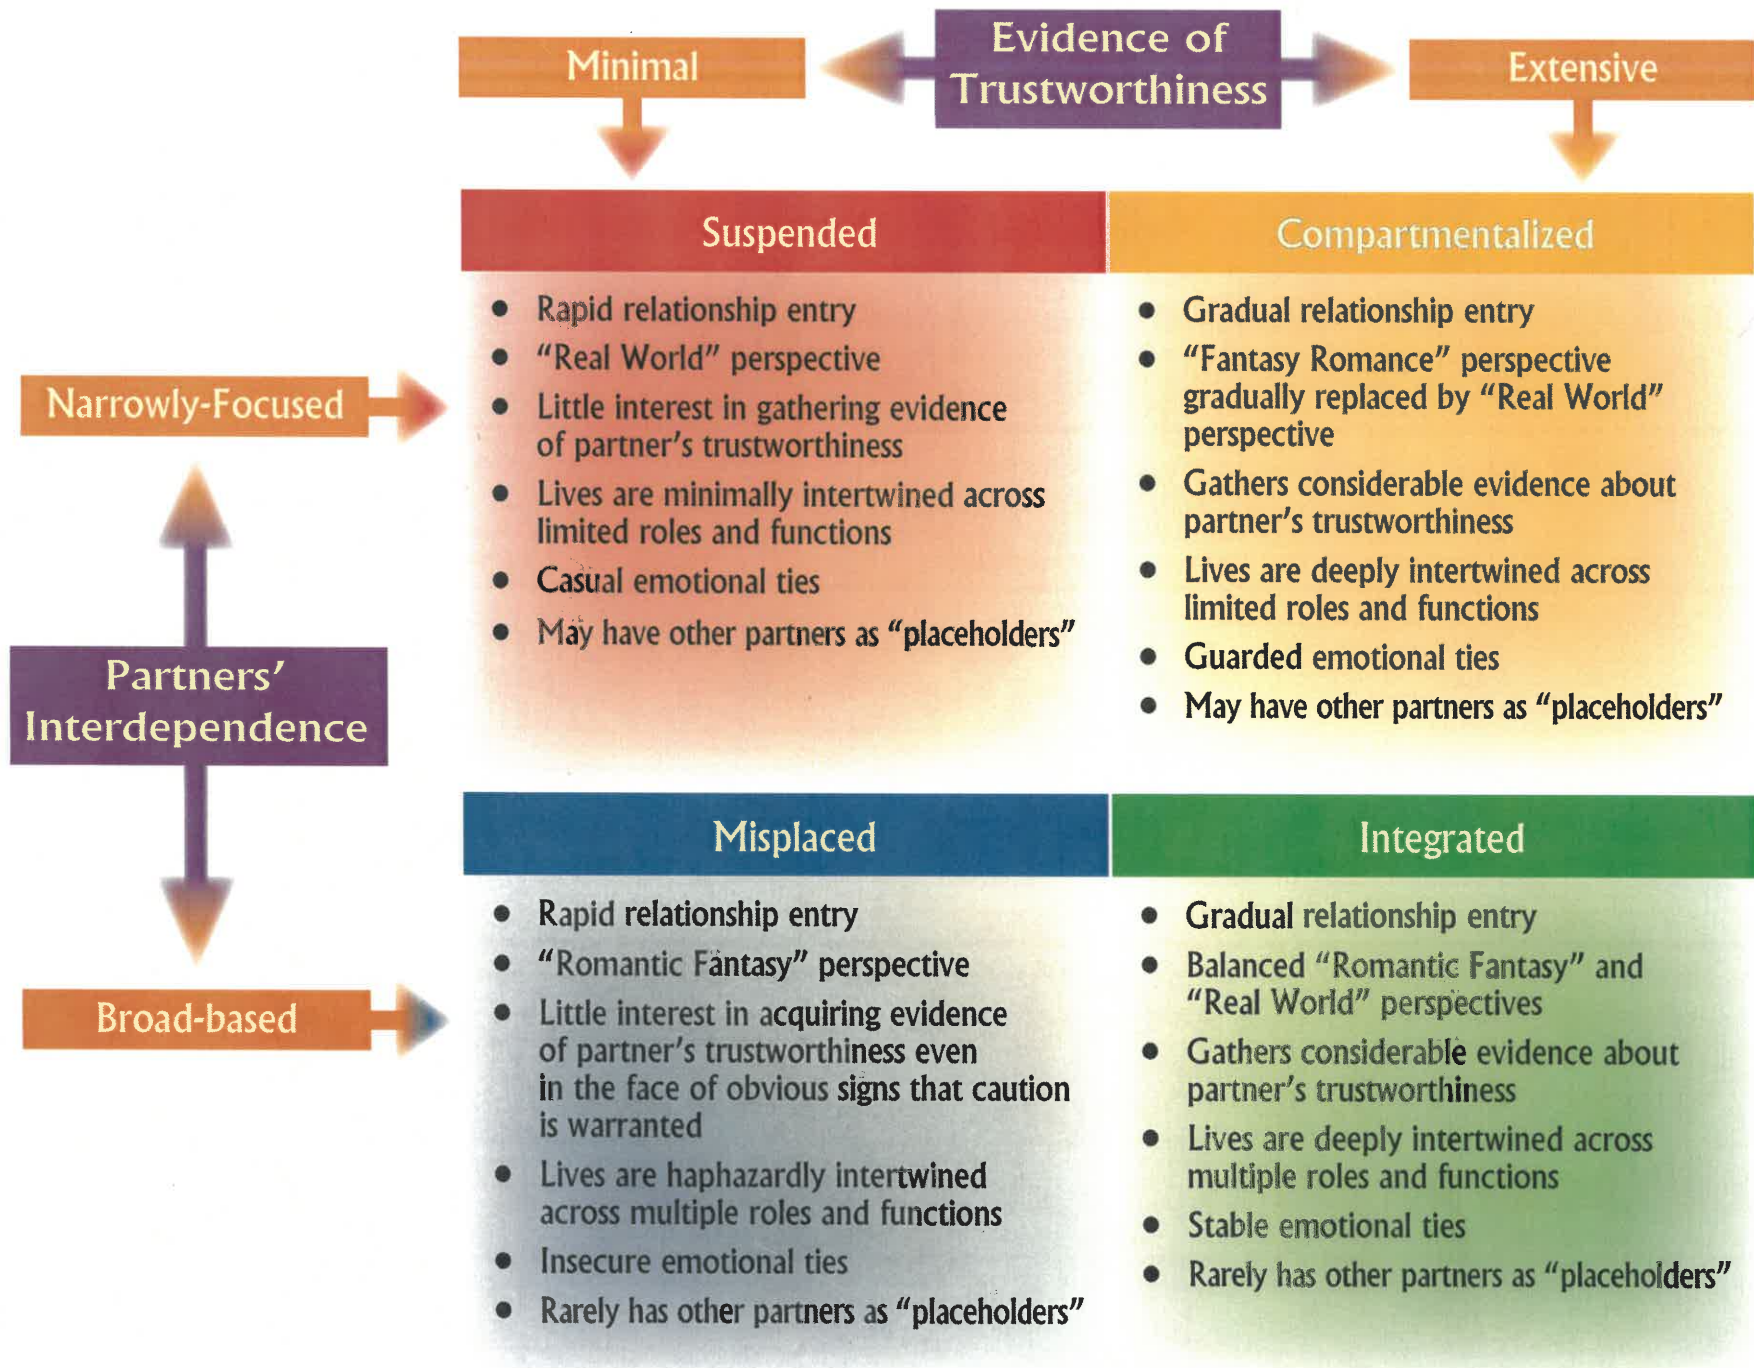 Evidence of
Trustworthiness
Minimal
Extensive
Suspended
• Rapid relationship entry
• “Real World” perspective
• Little interest in gathering evidence
of partner’s trustworthiness
• Lives are minimally intertwined across
limited roles and functions
• Casual emotional ties
• May have other partners as “placeholders”
Compartmentalized
• Gradual relationship entry
• “Fantasy Romance” perspective
gradually replaced by “Real World”
perspective
• Gathers considerable evidence about
partner’s trustworthiness
• Lives are deeply intertwined across
limited roles and functions
• Guarded emotional ties
• May have other partners as “placeholders”
Narrowly-Focused
Partners’
Interdependence
Broad-based
Misplaced
• Rapid relationship entry
• “Romantic Fantasy” perspective
• Little interest in acquiring evidence
of partner’s trustworthiness even
in the face of obvious signs that caution
is warranted
• Lives are haphazardly intertwined
across multiple roles and functions
• Insecure emotional ties
• Rarely has other partners as “placeholders”
Integrated
• Gradual relationship entry
• Balanced “Romantic Fantasy” and
“Real World” perspectives
• Gathers considerable evidence about
partner’s trustworthiness
• Lives are deeply intertwined across
multiple roles and functions
• Stable emotional ties
• Rarely has other partners as “placeholders”